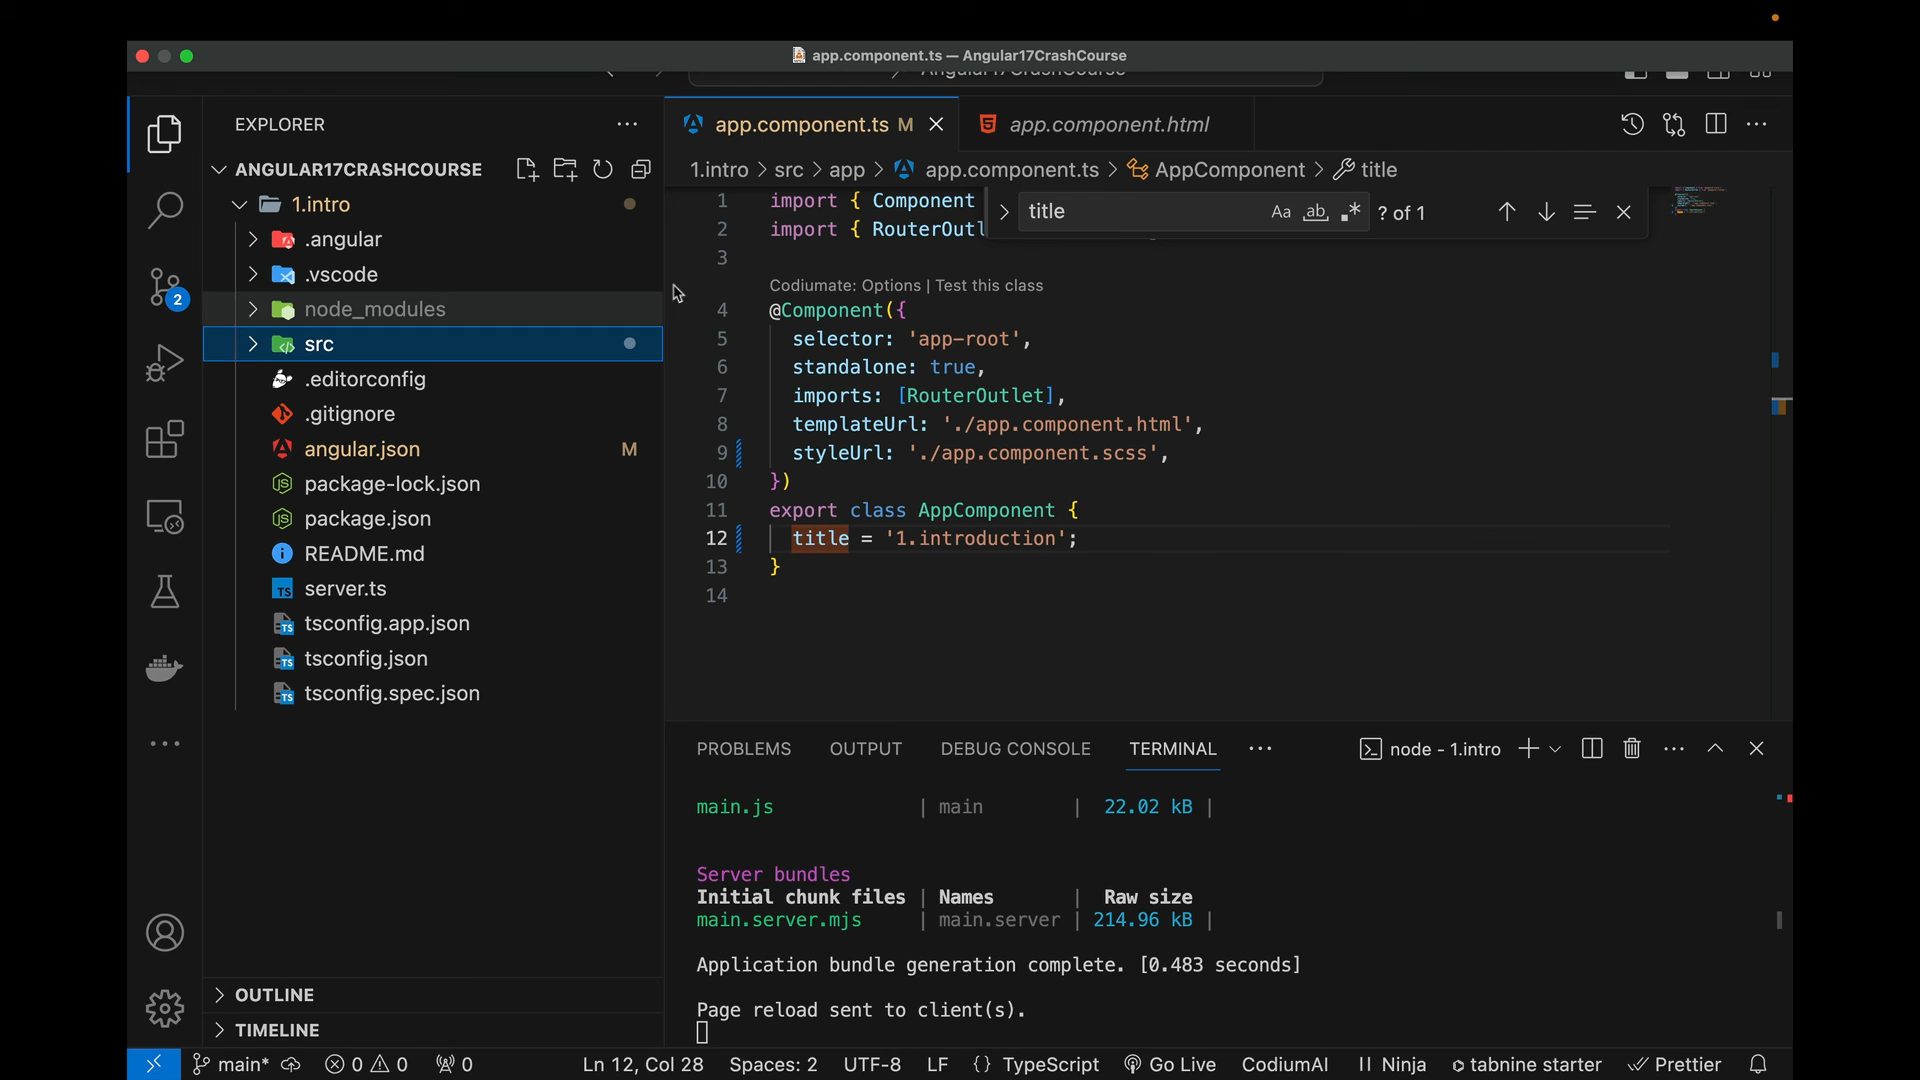 app.component.ts — Angular17CrashCourse
Angular17CrashCourse
EXPLORER
ANGULAR17CRASHCOURSE
1.intro
.angular
.vscode
node_modules
src
.editorconfig
.gitignore
angular.json M
package-lock.json
package.json
README.md
server.ts
tsconfig.app.json
tsconfig.json
tsconfig.spec.json
OUTLINE
TIMELINE
2
app.component.ts M
app.component.html
1.intro > src > app > app.component.ts > AppComponent > title
title Aa ab .* ? of 1
1 import { Component
2 import { RouterOutl
3
Codiumate: Options | Test this class
4 @Component({
5 selector: 'app-root',
6 standalone: true,
7 imports: [RouterOutlet],
8 templateUrl: './app.component.html',
9 styleUrl: './app.component.scss',
10 })
11 export class AppComponent {
12 title = '1.introduction';
13 }
14
PROBLEMS OUTPUT DEBUG CONSOLE TERMINAL node - 1.intro
main.js | main | 22.02 kB |
Server bundles
Initial chunk files | Names | Raw size
main.server.mjs | main.server | 214.96 kB |
Application bundle generation complete. [0.483 seconds]
Page reload sent to client(s).
main* 0 0 0 Ln 12, Col 28 Spaces: 2 UTF-8 LF {} TypeScript Go Live CodiumAI Ninja tabnine starter Prettier